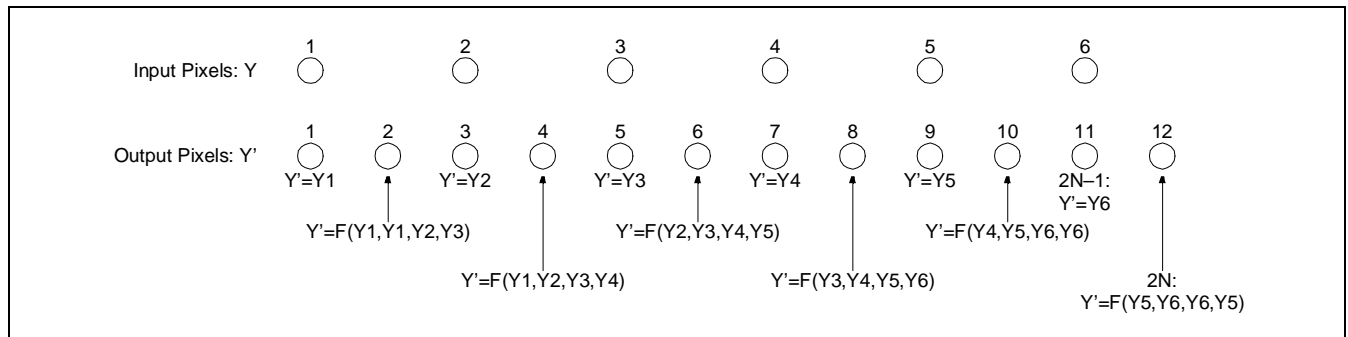 1 2 3 4 5 6
Input Pixels: Y
1 2 3 4 5 6 7 8 9 10 11 12
Output Pixels: Y’
Y’=Y1 Y’=Y2 Y’=Y3 Y’=Y4 Y’=Y5 2N–1:
Y’=Y6
Y’=F(Y1,Y1,Y2,Y3) Y’=F(Y2,Y3,Y4,Y5) Y’=F(Y4,Y5,Y6,Y6)
Y’=F(Y1,Y2,Y3,Y4) Y’=F(Y3,Y4,Y5,Y6) 2N:
Y’=F(Y5,Y6,Y6,Y5)